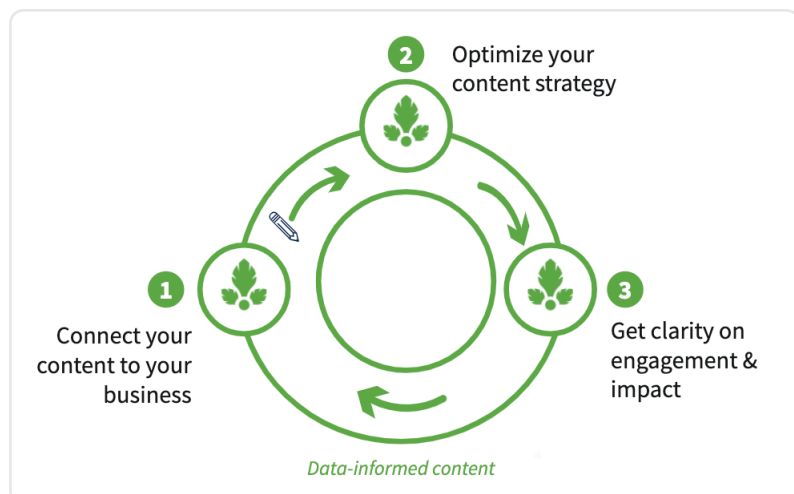 2
Optimize your
content strategy
1
Connect your
content to your
business
3
Get clarity on
engagement &
impact
Data-informed content